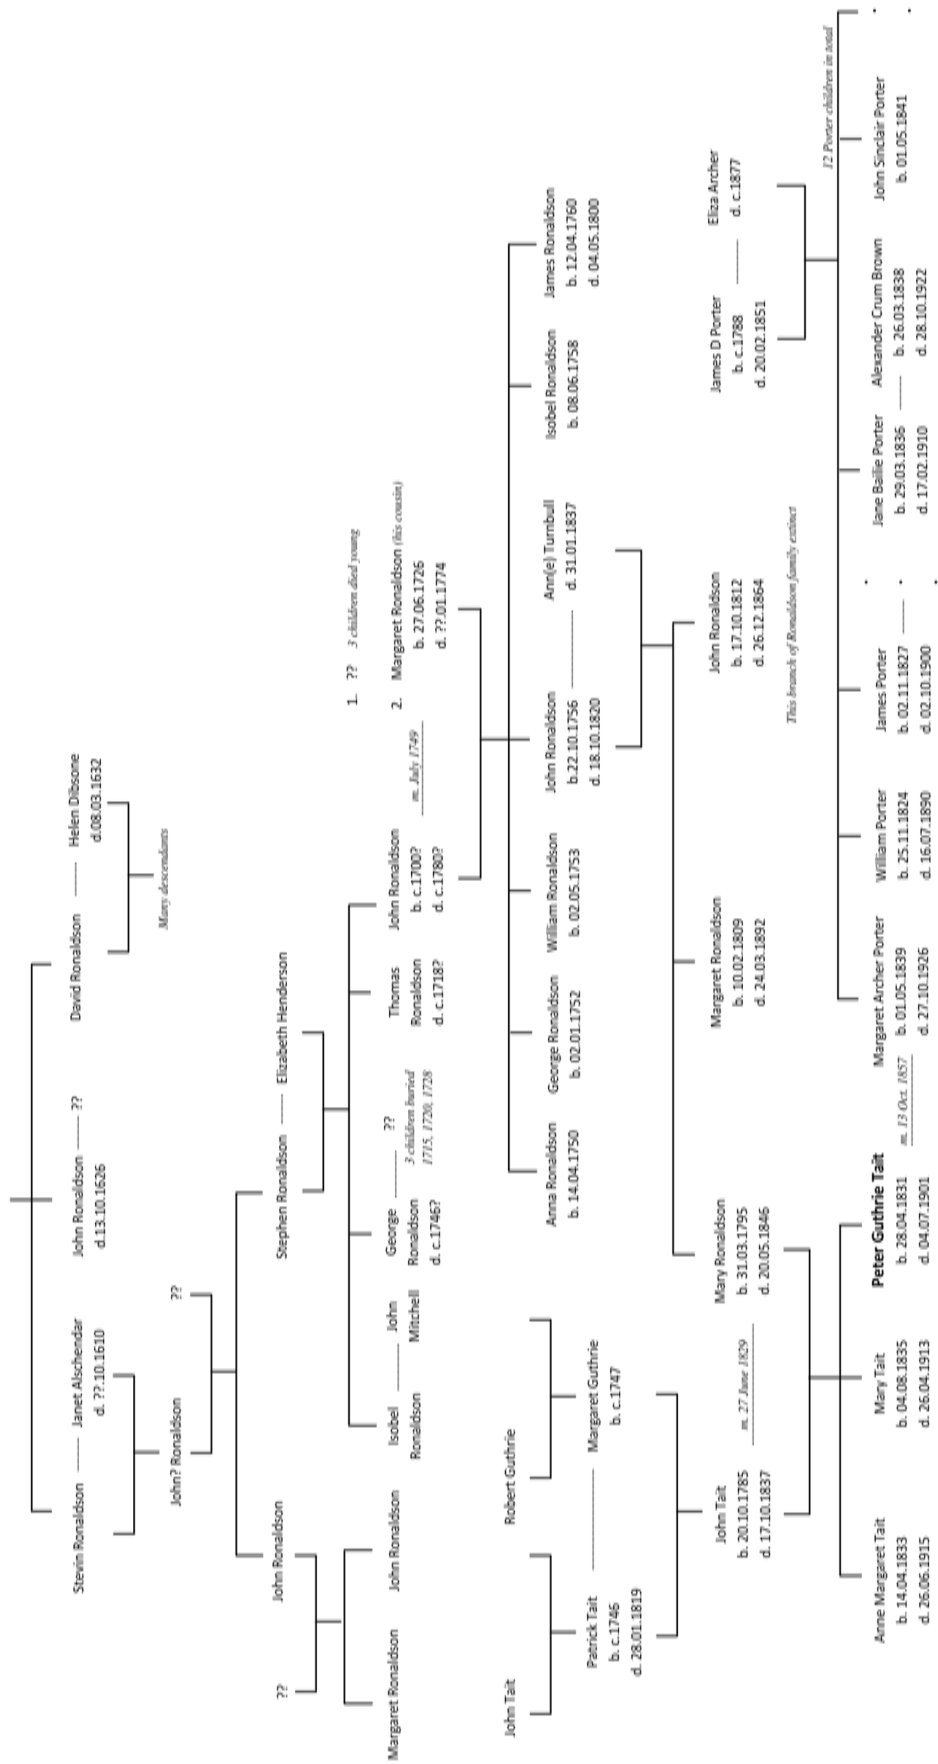 Stevin Ronaldson
Janet Alschendar
d. ??.10.1610
John Ronaldson
??
d.13.10.1626
David Ronaldson
Helen Dibsone
d.08.03.1632
Many descendants
John? Ronaldson
??
??
John Ronaldson
Stephen Ronaldson
Elizabeth Henderson
Margaret Ronaldson
John Ronaldson
Isobel
Ronaldson
John
Mitchell
George
Ronaldson
d. c.1746?
??
3 children buried
1715, 1720, 1728
Thomas
Ronaldson
d. c.1718?
John Ronaldson
b. c.1700?
d. c.1780?
m. July 1749
1. ?? 3 children died young
2. Margaret Ronaldson (his cousin)
b. 27.06.1726
d. ??.01.1774
John Tait
Robert Guthrie
Anna Ronaldson
b. 14.04.1750
George Ronaldson
b. 02.01.1752
William Ronaldson
b. 02.05.1753
John Ronaldson
b.22.10.1756
d. 18.10.1820
Ann(e) Turnbull
d. 31.01.1837
Isobel Ronaldson
b. 08.06.1758
James Ronaldson
b. 12.04.1760
d. 04.05.1800
Patrick Tait
b. c.1746
d. 28.01.1819
Margaret Guthrie
b. c.1747
John Tait
b. 20.10.1785
d. 17.10.1837
m. 27 June 1829
Mary Ronaldson
b. 31.03.1795
d. 20.05.1846
Margaret Ronaldson
b. 10.02.1809
d. 24.03.1892
John Ronaldson
b. 17.10.1812
d. 26.12.1864
James D Porter
b. c.1788
d. 20.02.1851
Eliza Archer
d. c.1877
This branch of Ronaldson family extinct
12 Porter children in total
Anne Margaret Tait
b. 14.04.1833
d. 26.06.1915
Mary Tait
b. 04.08.1835
d. 26.04.1913
Peter Guthrie Tait
b. 28.04.1831
d. 04.07.1901
m. 13 Oct. 1857
Margaret Archer Porter
b. 01.05.1839
d. 27.10.1926
William Porter
b. 25.11.1824
d. 16.07.1890
James Porter
b. 02.11.1827
d. 02.10.1900
Jane Bailie Porter
b. 29.03.1836
d. 17.02.1910
Alexander Crum Brown
b. 26.03.1838
d. 28.10.1922
John Sinclair Porter
b. 01.05.1841